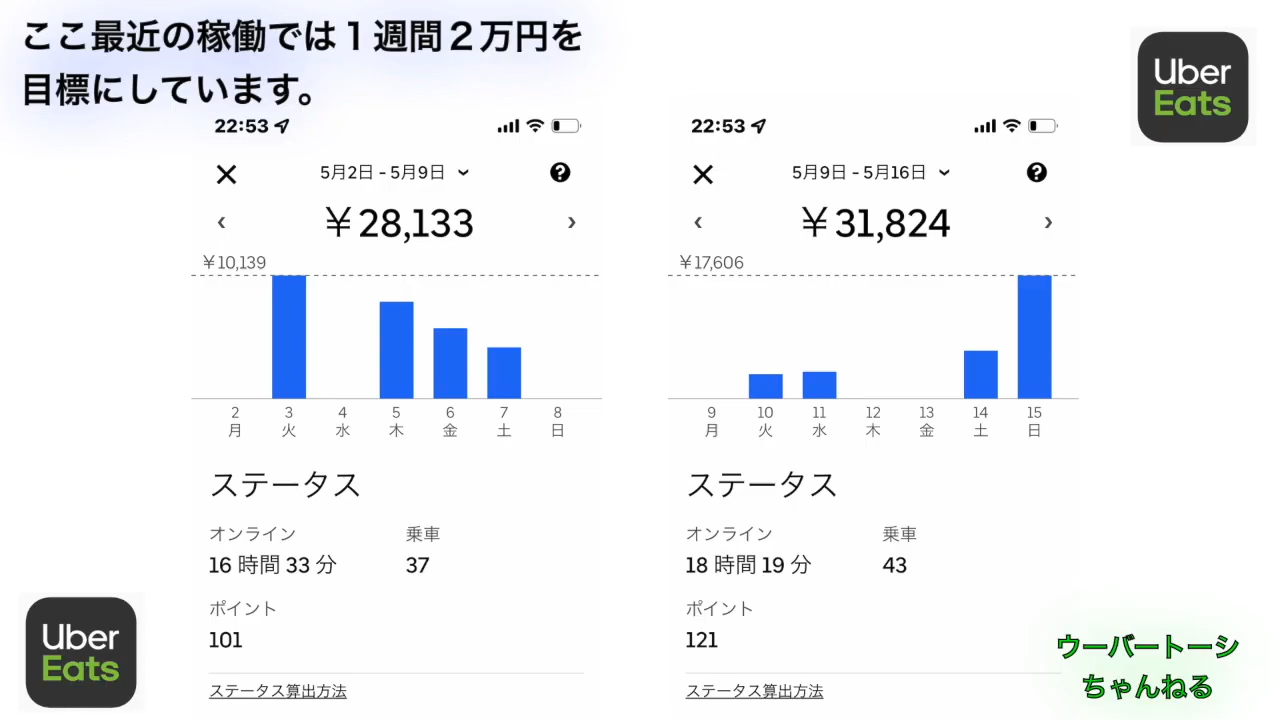 ここ最近の稼働では１週間２万円を
目標にしています。
Uber
Eats
22:53
5月2日 - 5月9日
￥28,133
￥10,139
2 3 4 5 6 7 8
月 火 水 木 金 土 日
ステータス
オンライン 乗車
16 時間 33 分 37
ポイント
101
ステータス算出方法
22:53
5月9日 - 5月16日
￥31,824
￥17,606
9 10 11 12 13 14 15
月 火 水 木 金 土 日
ステータス
オンライン 乗車
18 時間 19 分 43
ポイント
121
ステータス算出方法
Uber
Eats
ウーバートーシ
ちゃんねる